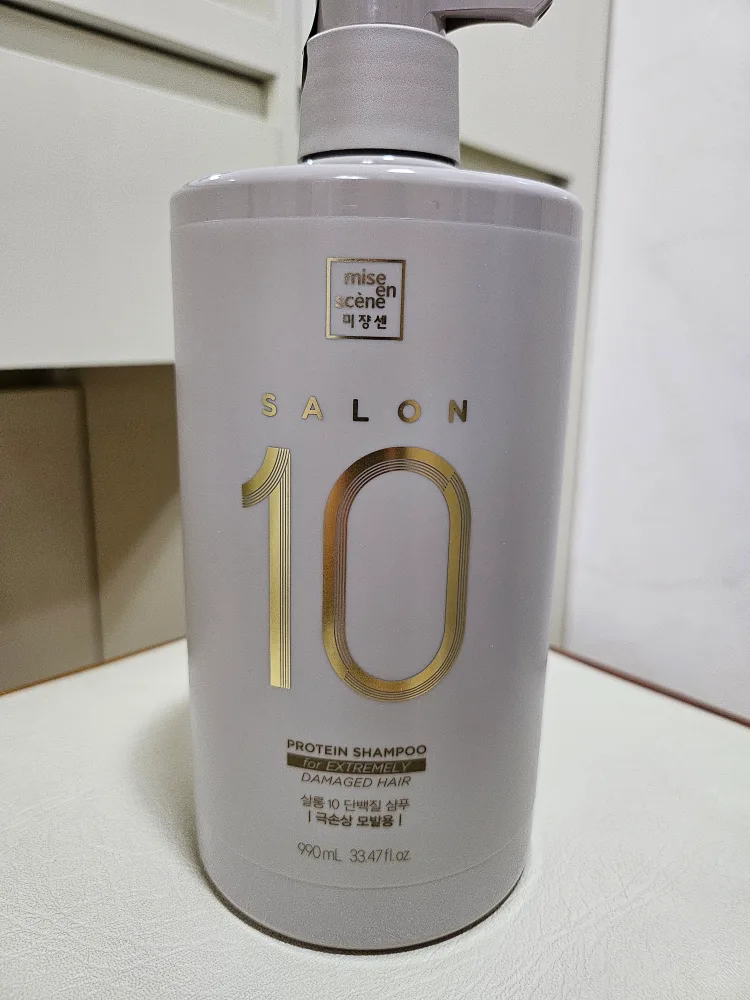 mise
en
scène
미쟝센
SALON
10
PROTEIN SHAMPOO
for EXTREMELY
DAMAGED HAIR
살롱 10 단백질 샴푸
| 극손상 모발용 |
990mL 33.47fl.oz.